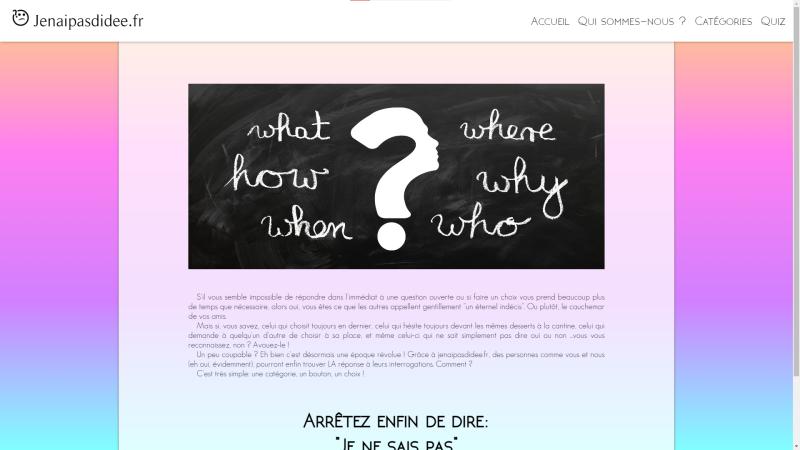 Jenaipasdidee.fr
Accueil Qui sommes-nous ? Catégories Quiz
what where
how why
when who
S'il vous semble impossible de répondre dans l'immédiat à une question ouverte ou si faire un choix vous prend beaucoup plus
de temps que nécessaire, alors oui, vous êtes ce que les autres appellent gentillement "un éternel indécis". Ou plutôt, le cauchemar
de vos amis.
Mais si, vous savez, celui qui choisit toujours en dernier, celui qui hésite toujours devant les mêmes desserts à la cantine, celui qui
demande à quelqu'un d'autre de choisir à sa place, et même celui-ci qui ne sait simplement pas dire oui ou non ...vous vous
reconnaissez, non ? Avouez-le !
Un peu coupable ? Eh bien c'est désormais une époque révolue ! Grâce à jenaipasdidee.fr, des personnes comme vous et nous
(eh oui, évidemment), pourront enfin trouver LA réponse à leurs interrogations. Comment ?
C'est très simple: une catégorie, un bouton, un choix !
Arrêtez enfin de dire:
"Je ne sais pas"